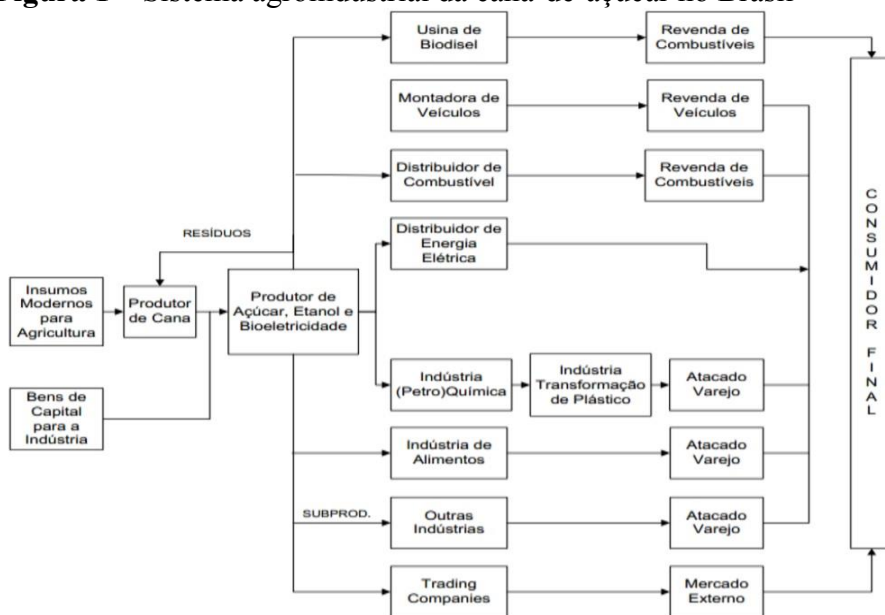 Figura 1 - Sistema agroindustrial da cana-de-açúcar no Brasil
Usina de
Biodisel
Revenda de
Combustíveis
Montadora de
Veículos
Revenda de
Veículos
Distribuidor de
Combustível
Revenda de
Combustíveis
RESÍDUOS
Distribuidor de
Energia
Elétrica
Insumos
Modernos
para
Agricultura
Produtor
de Cana
Produtor de
Açúcar, Etanol e
Bioeletricidade
Bens de
Capital
para a
Indústria
Indústria
(Petro)Química
Indústria
Transformação
de Plástico
Atacado
Varejo
Indústria de
Alimentos
Atacado
Varejo
SUBPROD.
Outras
Indústrias
Atacado
Varejo
Trading
Companies
Mercado
Externo
CONSUMIDOR FINAL